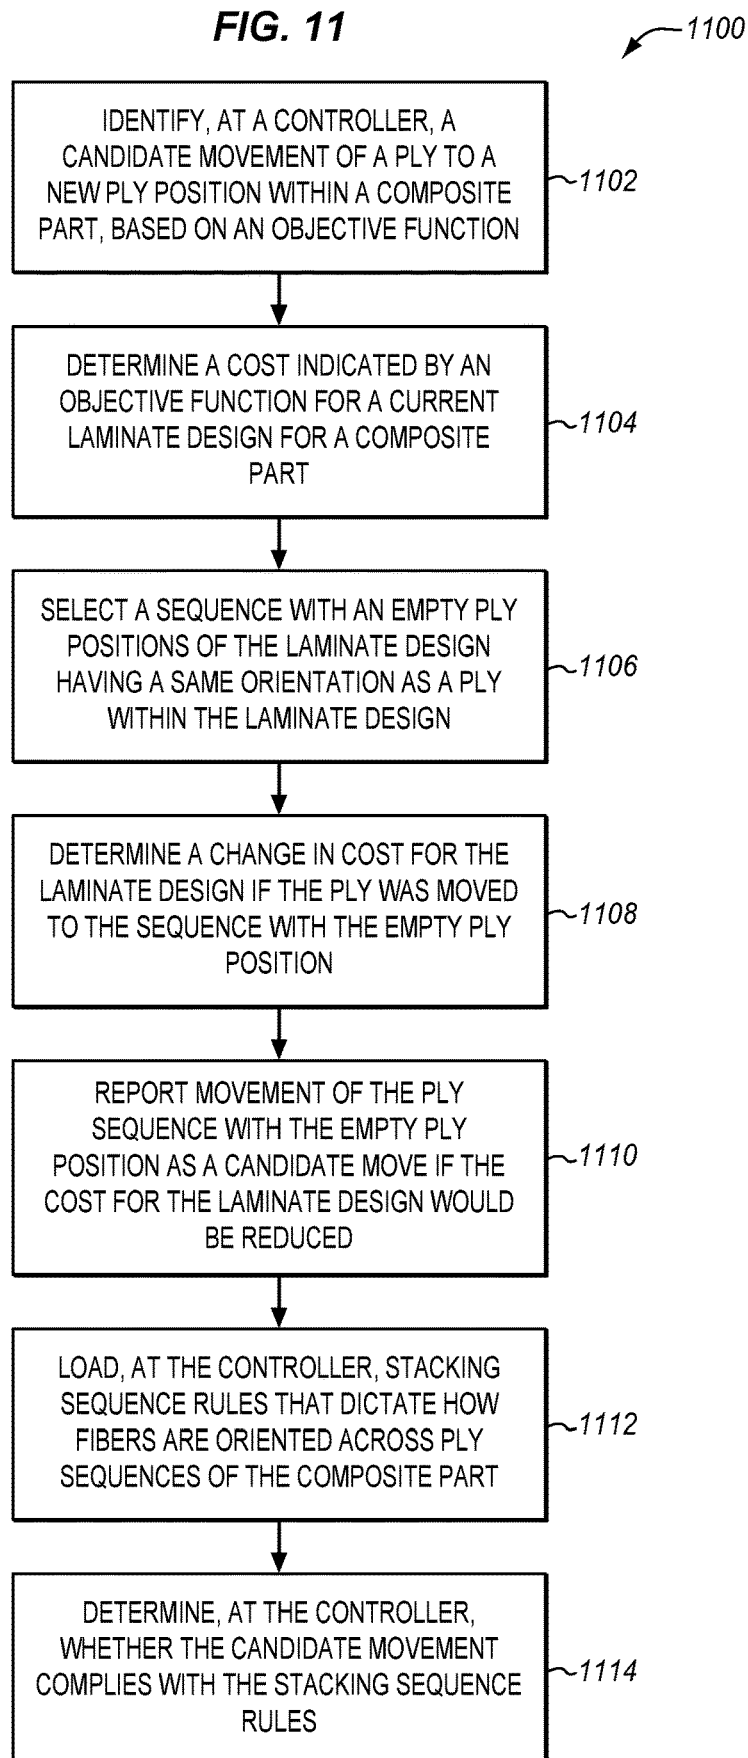 FIG. 11
1100
IDENTIFY, AT A CONTROLLER, A
CANDIDATE MOVEMENT OF A PLY TO A
NEW PLY POSITION WITHIN A COMPOSITE
PART, BASED ON AN OBJECTIVE FUNCTION
1102
DETERMINE A COST INDICATED BY AN
OBJECTIVE FUNCTION FOR A CURRENT
LAMINATE DESIGN FOR A COMPOSITE
PART
1104
SELECT A SEQUENCE WITH AN EMPTY PLY
POSITIONS OF THE LAMINATE DESIGN
HAVING A SAME ORIENTATION AS A PLY
WITHIN THE LAMINATE DESIGN
1106
DETERMINE A CHANGE IN COST FOR THE
LAMINATE DESIGN IF THE PLY WAS MOVED
TO THE SEQUENCE WITH THE EMPTY PLY
POSITION
1108
REPORT MOVEMENT OF THE PLY
SEQUENCE WITH THE EMPTY PLY
POSITION AS A CANDIDATE MOVE IF THE
COST FOR THE LAMINATE DESIGN WOULD
BE REDUCED
1110
LOAD, AT THE CONTROLLER, STACKING
SEQUENCE RULES THAT DICTATE HOW
FIBERS ARE ORIENTED ACROSS PLY
SEQUENCES OF THE COMPOSITE PART
1112
DETERMINE, AT THE CONTROLLER,
WHETHER THE CANDIDATE MOVEMENT
COMPLIES WITH THE STACKING SEQUENCE
RULES
1114